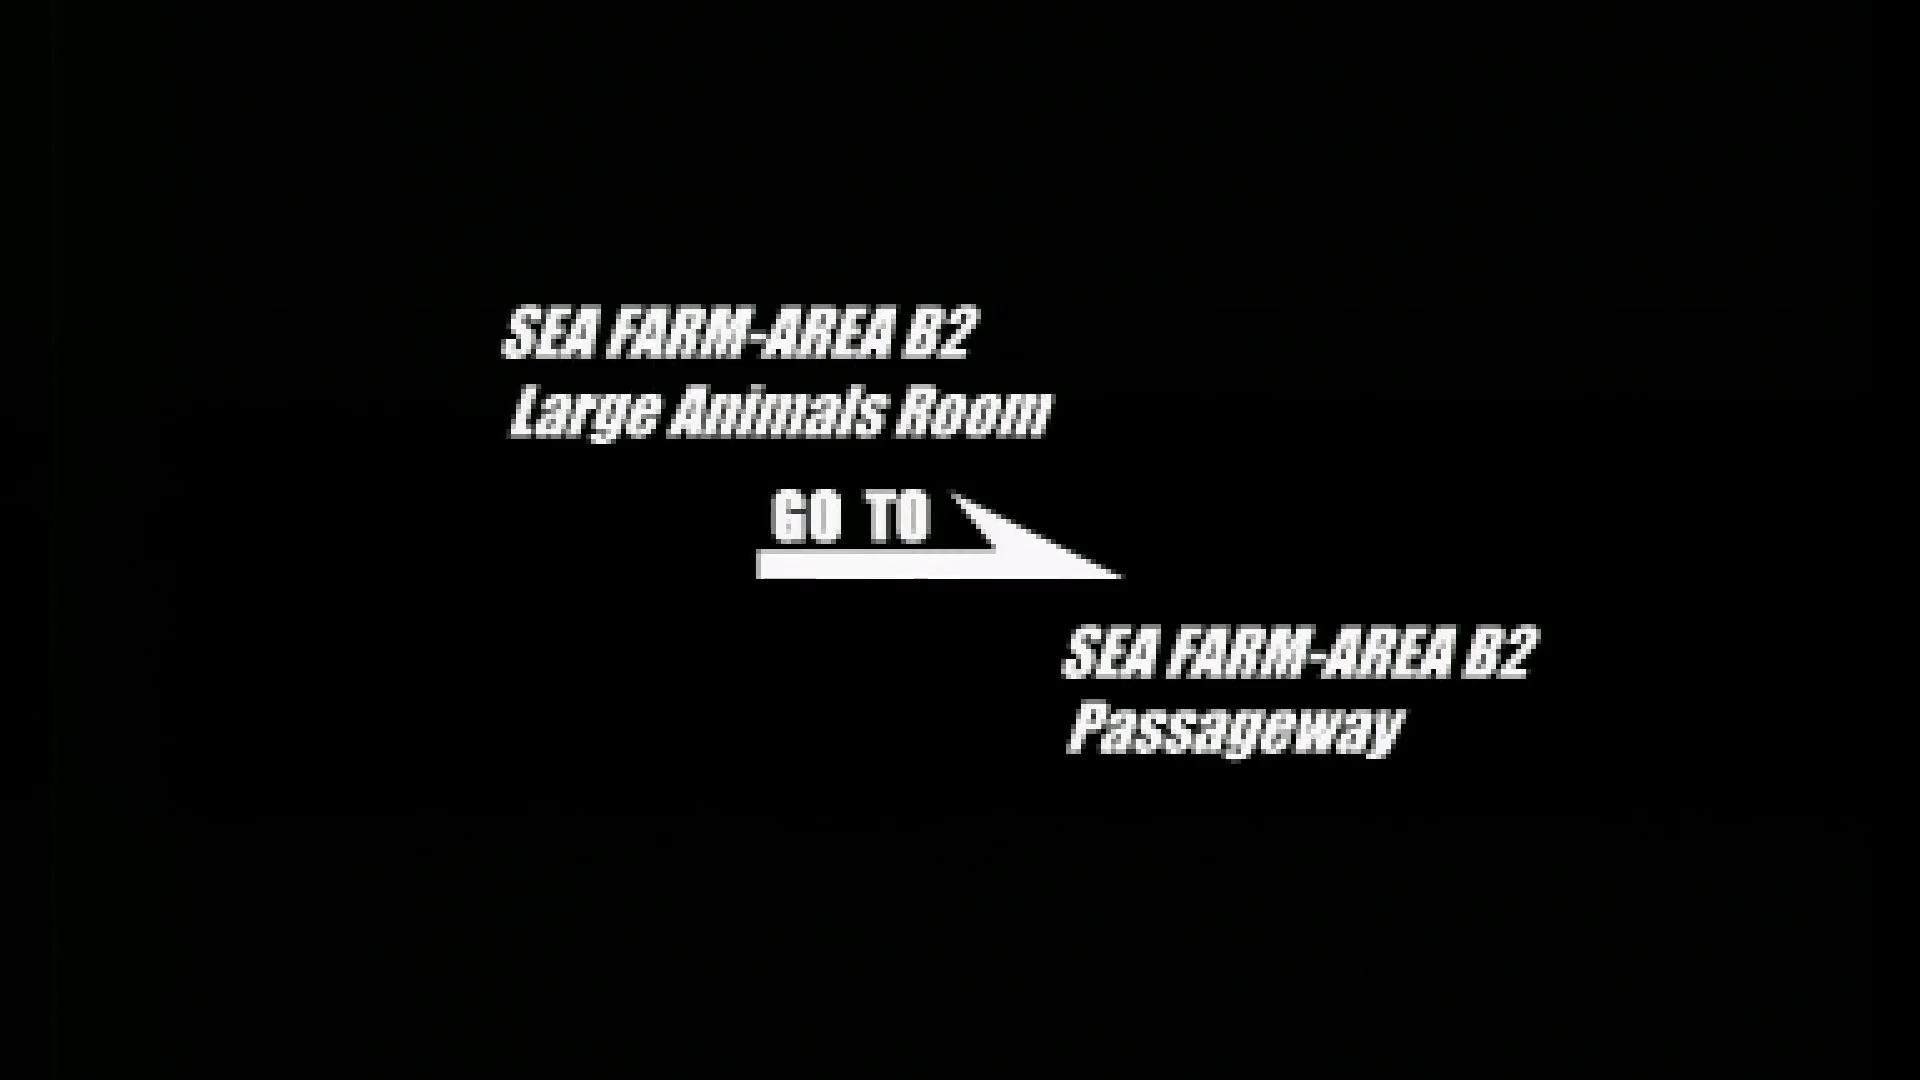 SEA FARM-AREA B2
Large Animals Room
GO TO
SEA FARM-AREA B2
Passageway